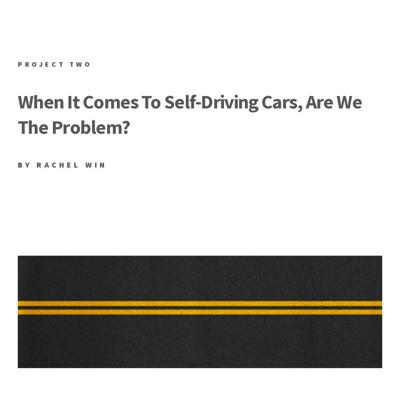 PROJECT TWO
When It Comes To Self-Driving Cars, Are We
The Problem?
BY RACHEL WIN